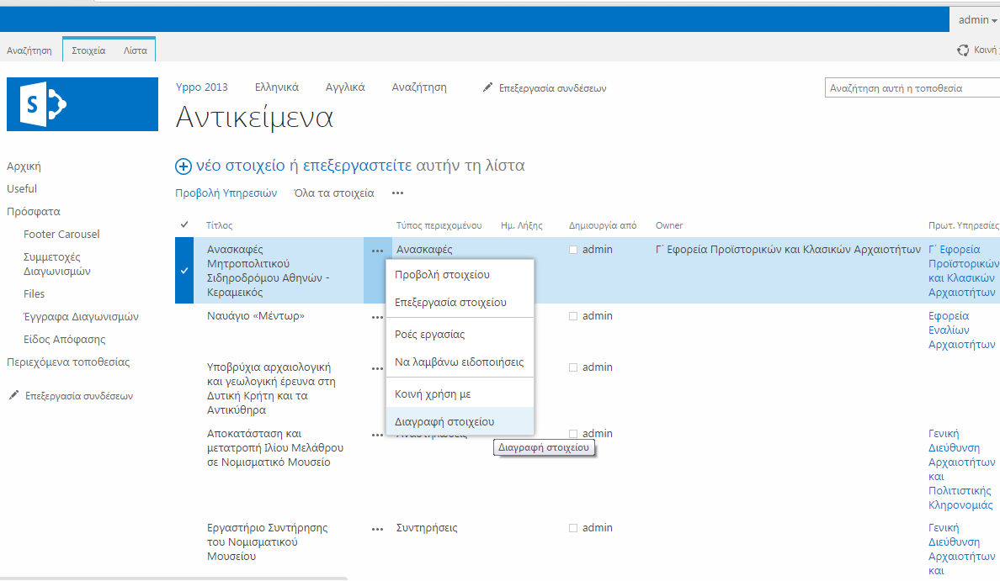 admin
Αναζήτηση Στοιχεία Λίστα
Κοινή
S
Yppo 2013 Ελληνικά Αγγλικά Αναζήτηση Επεξεργασία συνδέσεων
Αναζήτηση αυτή η τοποθεσία
Αντικείμενα
Αρχική
Useful
Πρόσφατα
Footer Carousel
Συμμετοχές
Διαγωνισμών
Files
Έγγραφα Διαγωνισμών
Είδος Απόφασης
Περιεχόμενα τοποθεσίας
Επεξεργασία συνδέσεων
νέο στοιχείο ή επεξεργαστείτε αυτήν τη λίστα
Προβολή Υπηρεσιών Όλα τα στοιχεία ...
Τίτλος Τύπος περιεχομένου Ημ. Λήξης Δημιουργία από Owner Πρωτ. Υπηρεσίες
Ανασκαφές
Μητροπολιτικού
Σιδηροδρόμου Αθηνών -
Κεραμεικός
... Ανασκαφές admin Γ΄ Εφορεία Προϊστορικών και Κλασικών Αρχαιοτήτων
Γ΄ Εφορεία
Προϊστορικών
και Κλασικών
Αρχαιοτήτων
Προβολή στοιχείου
Επεξεργασία στοιχείου
Ροές εργασίας
Να λαμβάνω ειδοποιήσεις
Κοινή χρήση με
Διαγραφή στοιχείου
Διαγραφή στοιχείου
Ναυάγιο «Μέντωρ» ... admin
Εφορεία
Εναλίων
Αρχαιοτήτων
Υποβρύχια αρχαιολογική
και γεωλογική έρευνα στη
Δυτική Κρήτη και τα
Αντικύθηρα
... admin
Αποκατάσταση και
μετατροπή Ιλίου Μελάθρου
σε Νομισματικό Μουσείο
... Αναστηλώσεις admin
Γενική
Διεύθυνση
Αρχαιοτήτων
και
Πολιτιστικής
Κληρονομιάς
Εργαστήριο Συντήρησης
του Νομισματικού
Μουσείου
... Συντηρήσεις admin
Γενική
Διεύθυνση
Αρχαιοτήτων
και